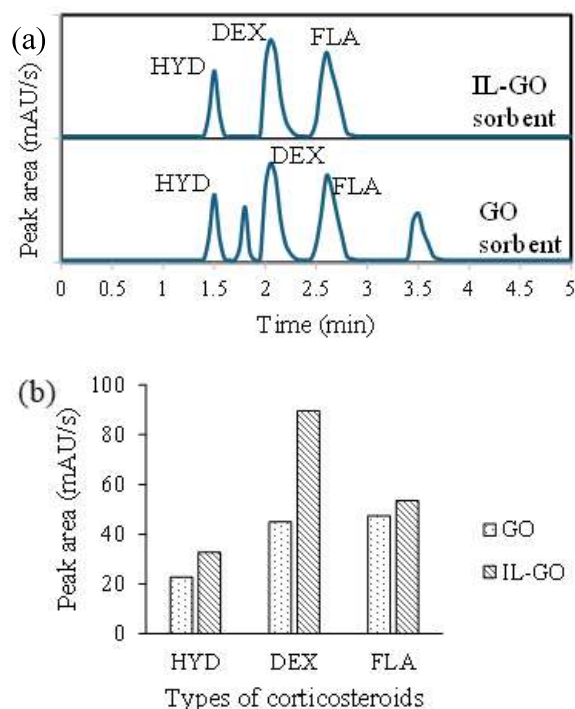 (a)
DEX
FLA
HYD
IL-GO
sorbent
DEX
HYD
FLA
GO
sorbent
Peak area (mAU/s)
0 0.5 1 1.5 2 2.5 3 3.5 4 4.5 5
Time (min)
(b)
100
80
60
40
20
0
Peak area (mAU/s)
GO
IL-GO
HYD DEX FLA
Types of corticosteroids